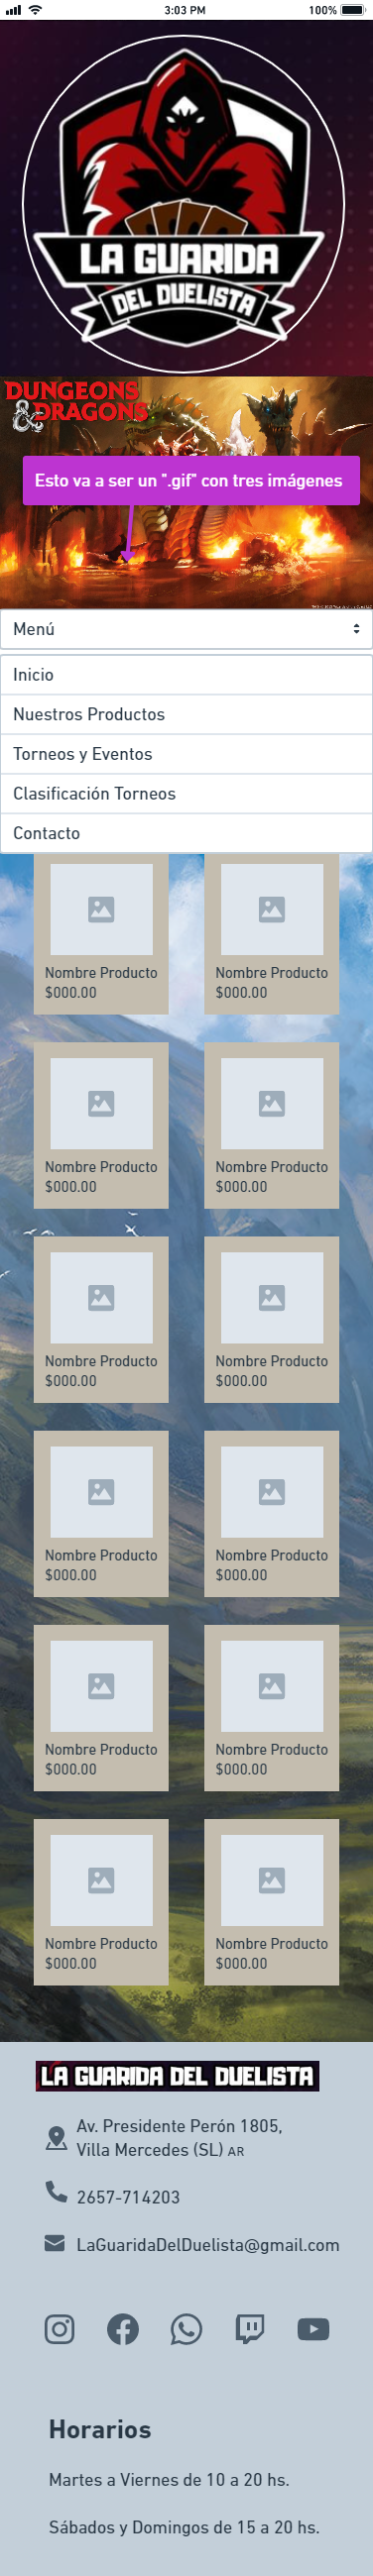 3:03 PM
100%
LA GUARIDA
DEL DUELISTA
DUNGEONS
& DRAGONS
Esto va a ser un ".gif" con tres imágenes
Menú
Inicio
Nuestros Productos
Torneos y Eventos
Clasificación Torneos
Contacto
Nombre Producto
$000.00
Nombre Producto
$000.00
Nombre Producto
$000.00
Nombre Producto
$000.00
Nombre Producto
$000.00
Nombre Producto
$000.00
Nombre Producto
$000.00
Nombre Producto
$000.00
Nombre Producto
$000.00
Nombre Producto
$000.00
Nombre Producto
$000.00
Nombre Producto
$000.00
LA GUARIDA DEL DUELISTA
Av. Presidente Perón 1805,
Villa Mercedes (SL) AR
2657-714203
LaGuaridaDelDuelista@gmail.com
Horarios
Martes a Viernes de 10 a 20 hs.
Sábados y Domingos de 15 a 20 hs.